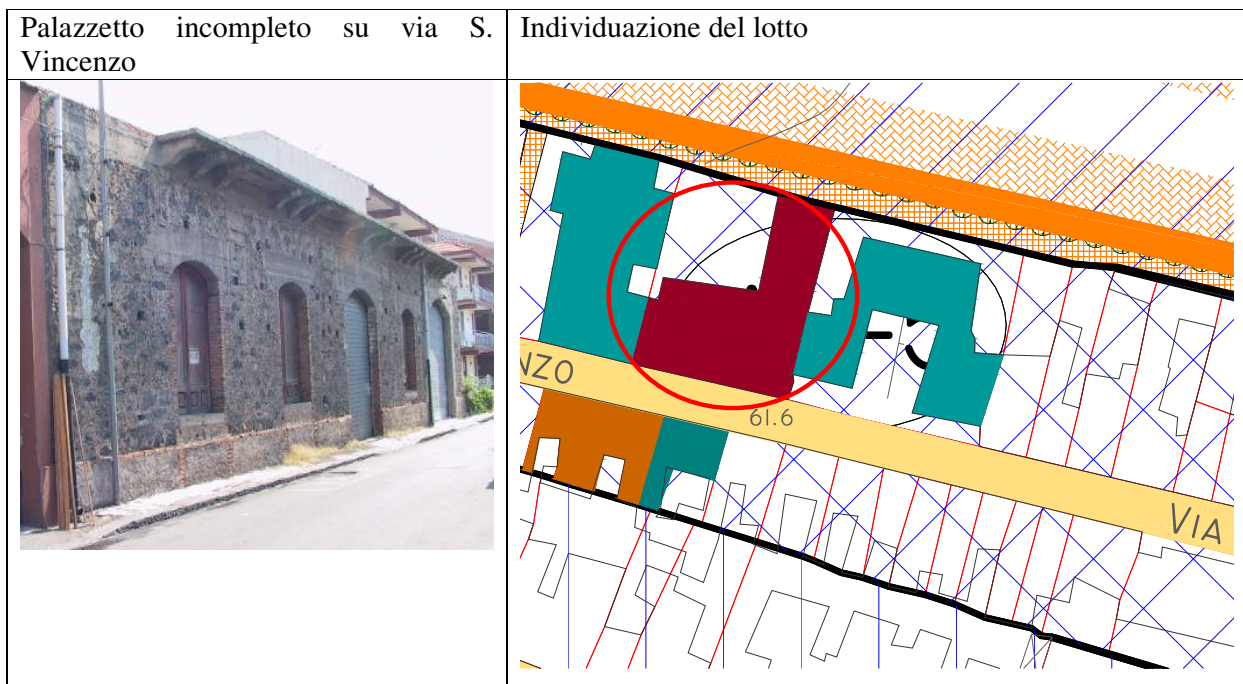 Palazzetto incompleto su via S.
Vincenzo
Individuazione del lotto
NZO
61.6
VIA